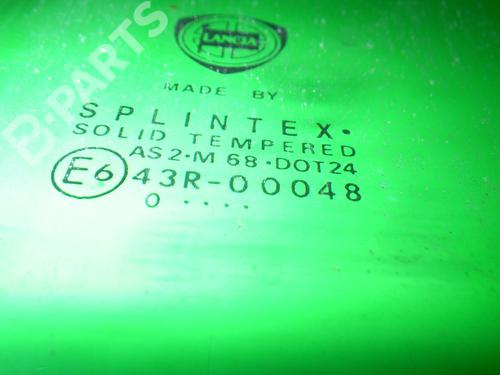 B-PARTS
LANCIA
MADE BY
SPLINTEX•
SOLID TEMPERED
AS2•M 68•DOT24
E6 43R-00048
0 ••••